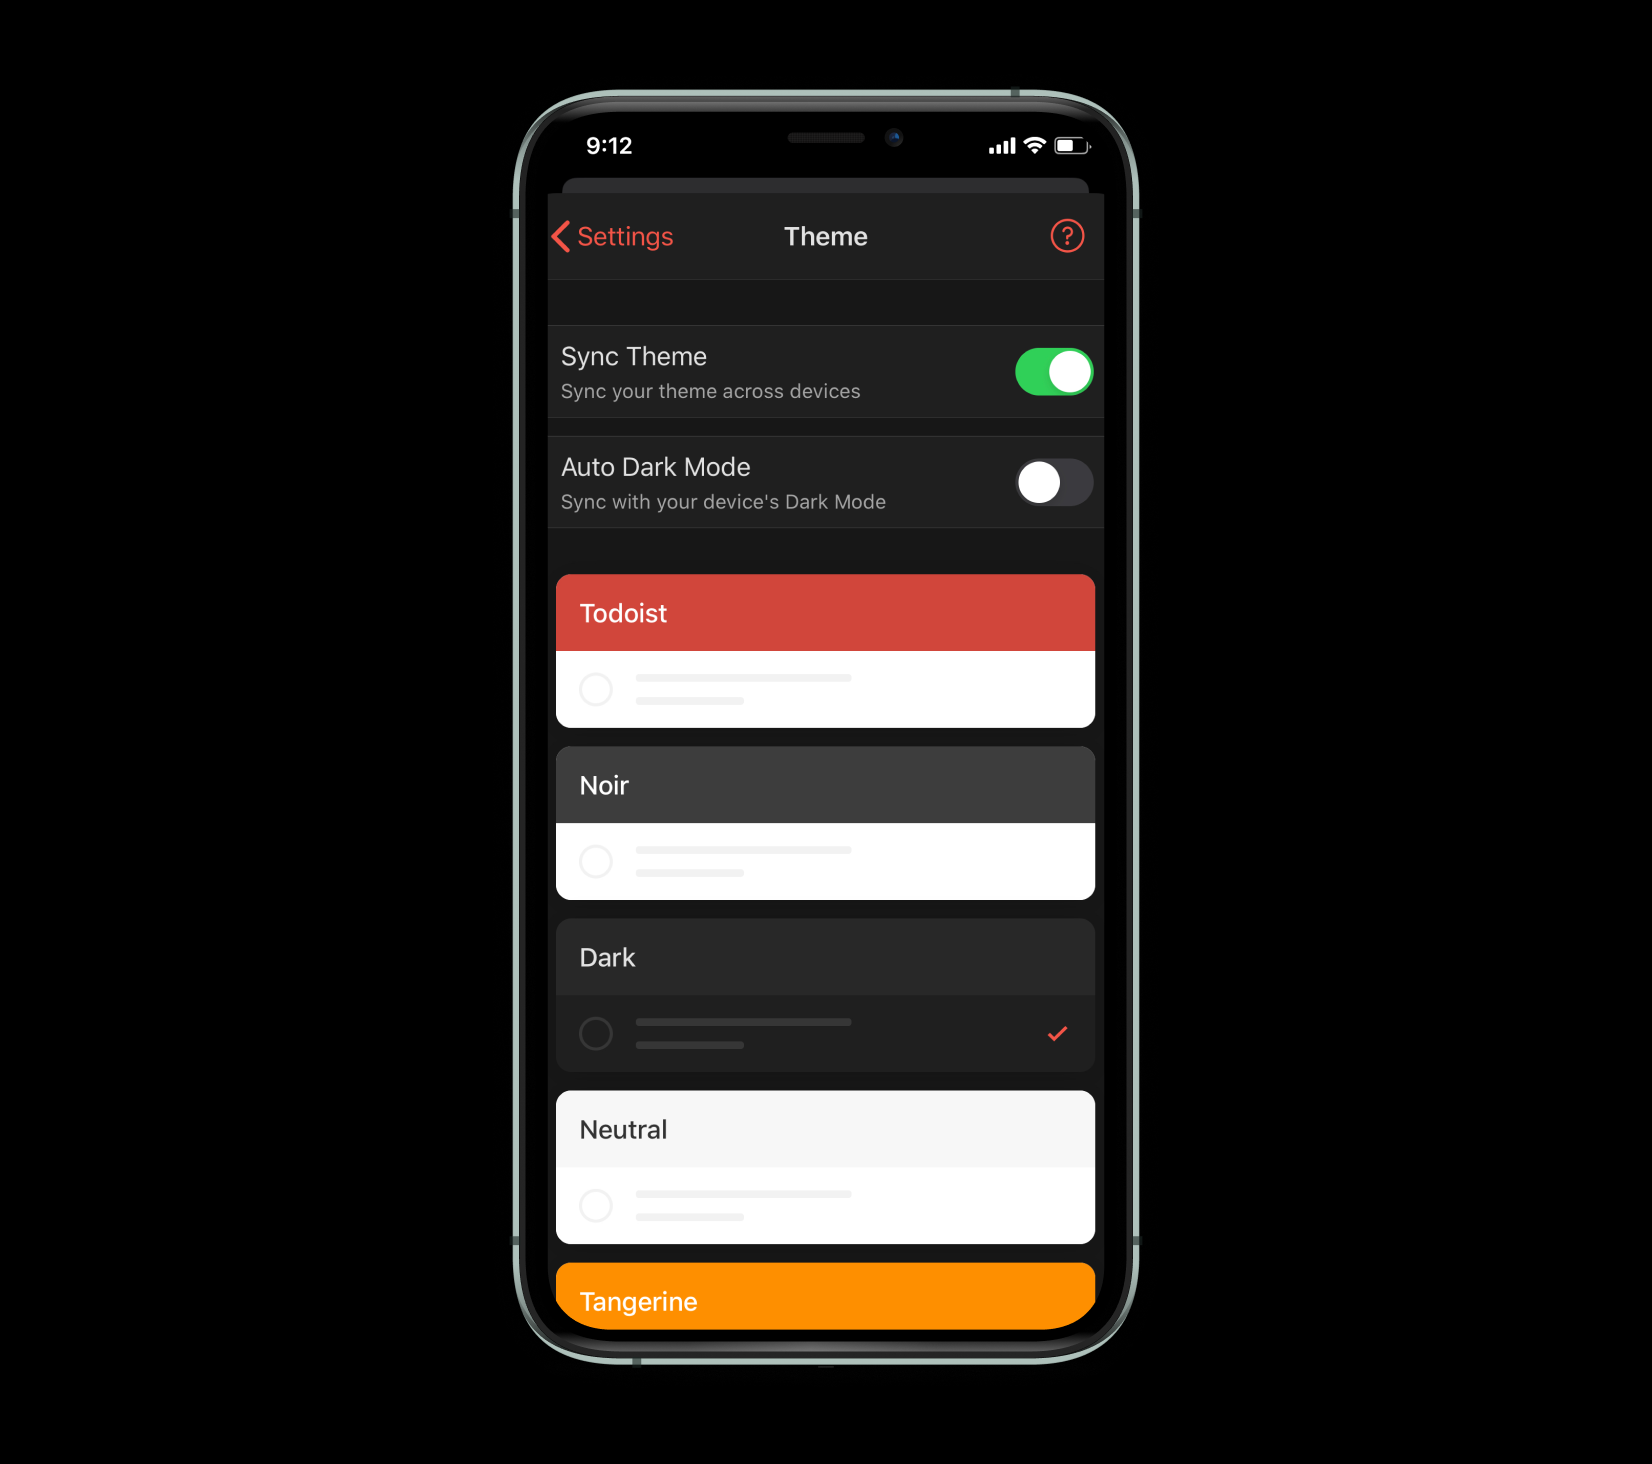 9:12
Settings
Theme
?
Sync Theme
Sync your theme across devices
Auto Dark Mode
Sync with your device's Dark Mode
Todoist
Noir
Dark
Neutral
Tangerine